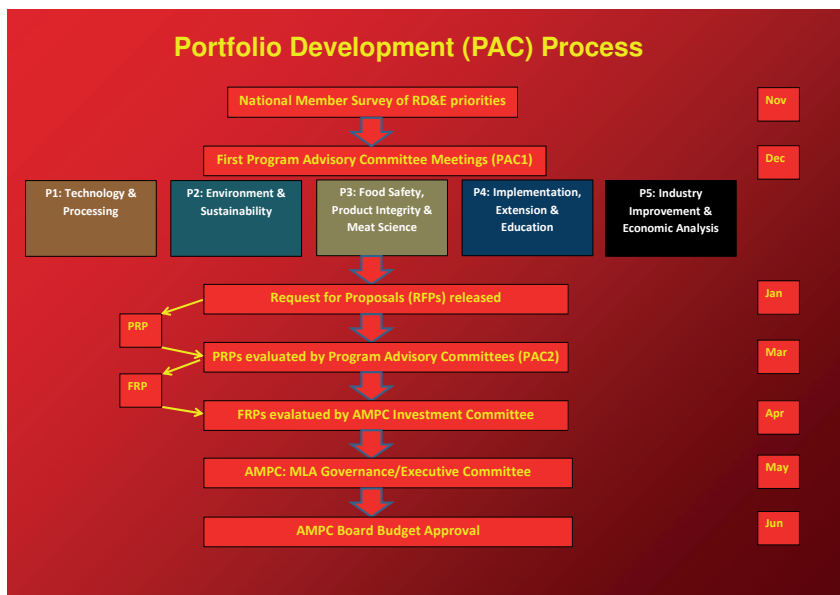 Portfolio Development (PAC) Process
National Member Survey of RD&E priorities
Nov
First Program Advisory Committee Meetings (PAC1)
Dec
P1: Technology &
Processing
P2: Environment &
Sustainability
P3: Food Safety,
Product Integrity &
Meat Science
P4: Implementation,
Extension &
Education
P5: Industry
Improvement &
Economic Analysis
Request for Proposals (RFPs) released
Jan
PRP
PRPs evaluated by Program Advisory Committees (PAC2)
Mar
FRP
FRPs evalatued by AMPC Investment Committee
Apr
AMPC: MLA Governance/Executive Committee
May
AMPC Board Budget Approval
Jun